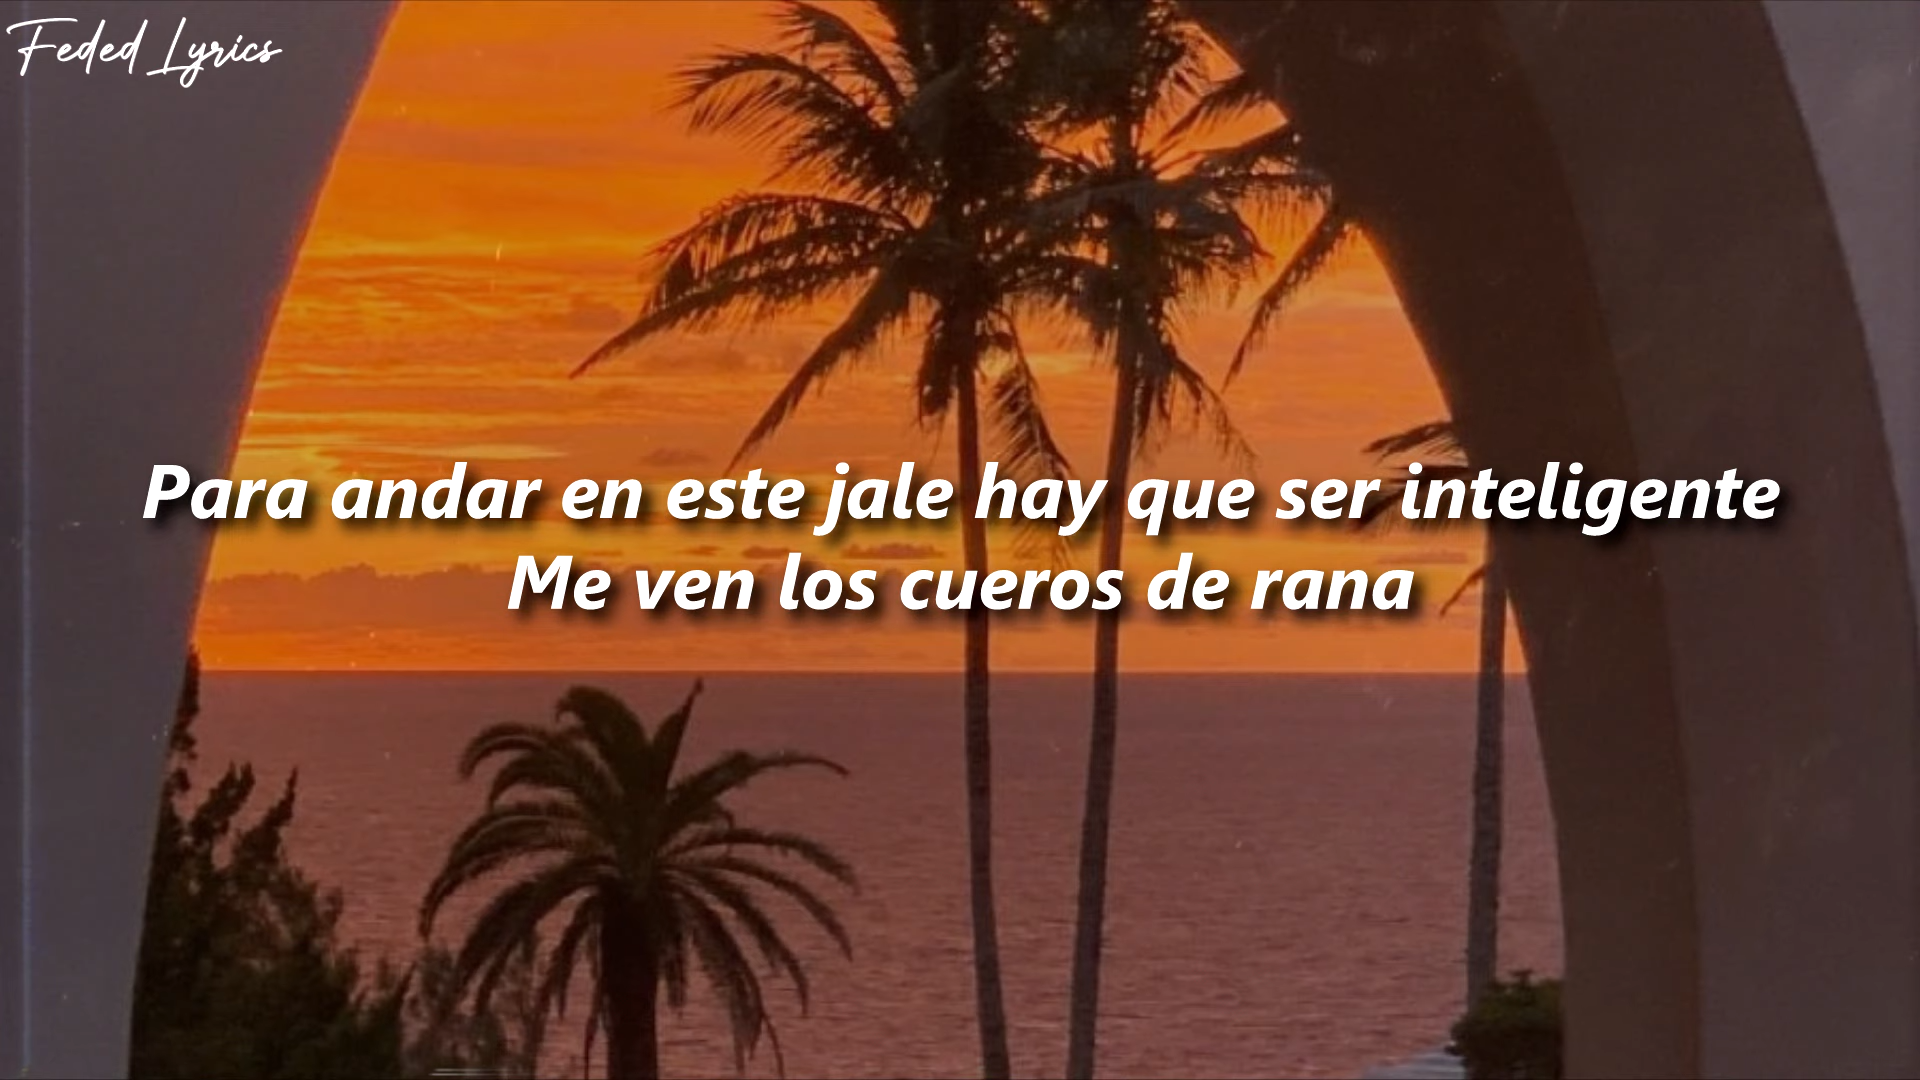 Feded Lyrics
Para andar en este jale hay que ser inteligente
Me ven los cueros de rana